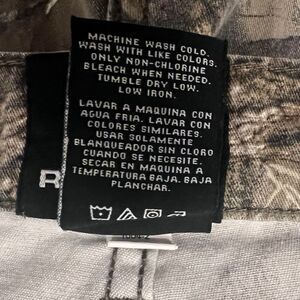 MACHINE WASH COLD.
WASH WITH LIKE COLORS.
ONLY NON-CHLORINE
BLEACH WHEN NEEDED.
TUMBLE DRY LOW.
LOW IRON.
LAVAR A MAQUINA CON
AGUA FRIA. LAVAR CON
COLORES SIMILARES.
USAR SOLAMENTE
BLANQUEADOR SIN CLORO
CUANDO SE NECESITE.
SECAR EN MAQUINA A
TEMPERATURA BAJA. BAJA
PLANCHAR.
R